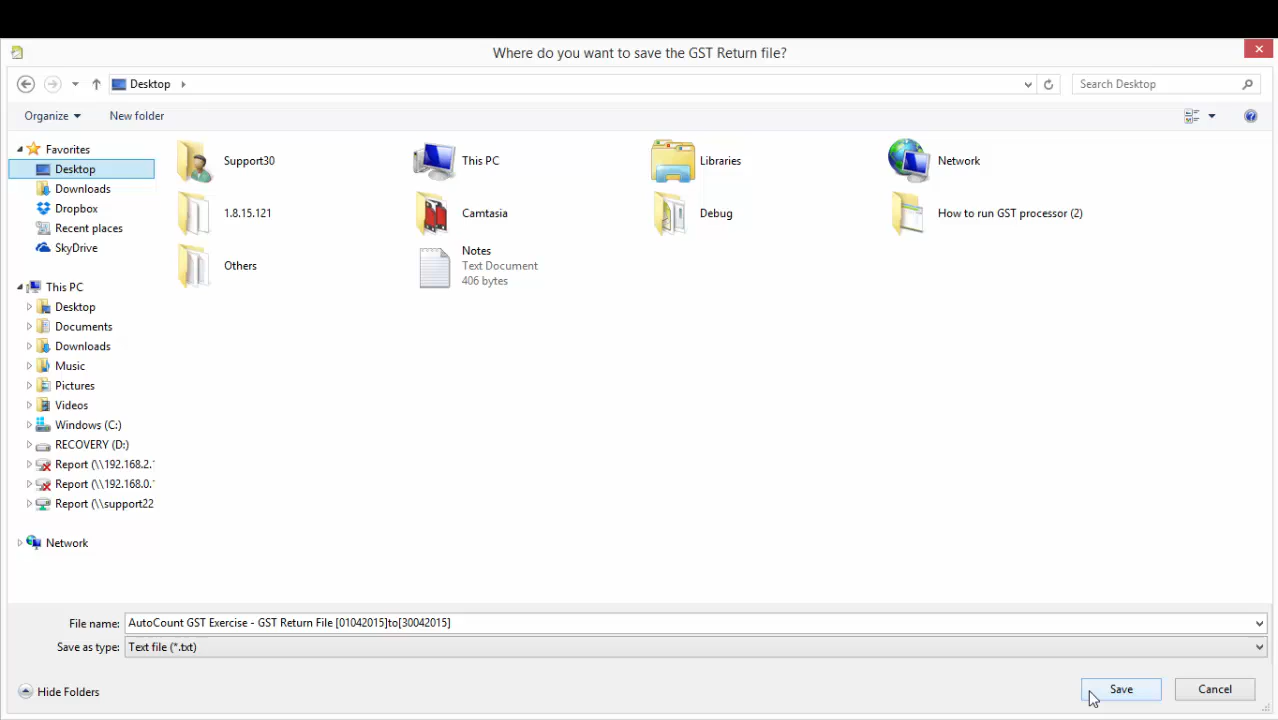 Where do you want to save the GST Return file?
Desktop
Search Desktop
Organize
New folder
Favorites
Desktop
Downloads
Dropbox
Recent places
SkyDrive
This PC
Desktop
Documents
Downloads
Music
Pictures
Videos
Windows (C:)
RECOVERY (D:)
Report (\\192.168.2.
Report (\\192.168.0.
Report (\\support22
Network
Support30
This PC
Libraries
Network
1.8.15.121
Camtasia
Debug
How to run GST processor (2)
Others
Notes
Text Document
406 bytes
File name: AutoCount GST Exercise - GST Return File [01042015]to[30042015]
Save as type: Text file (*.txt)
Hide Folders
Save
Cancel